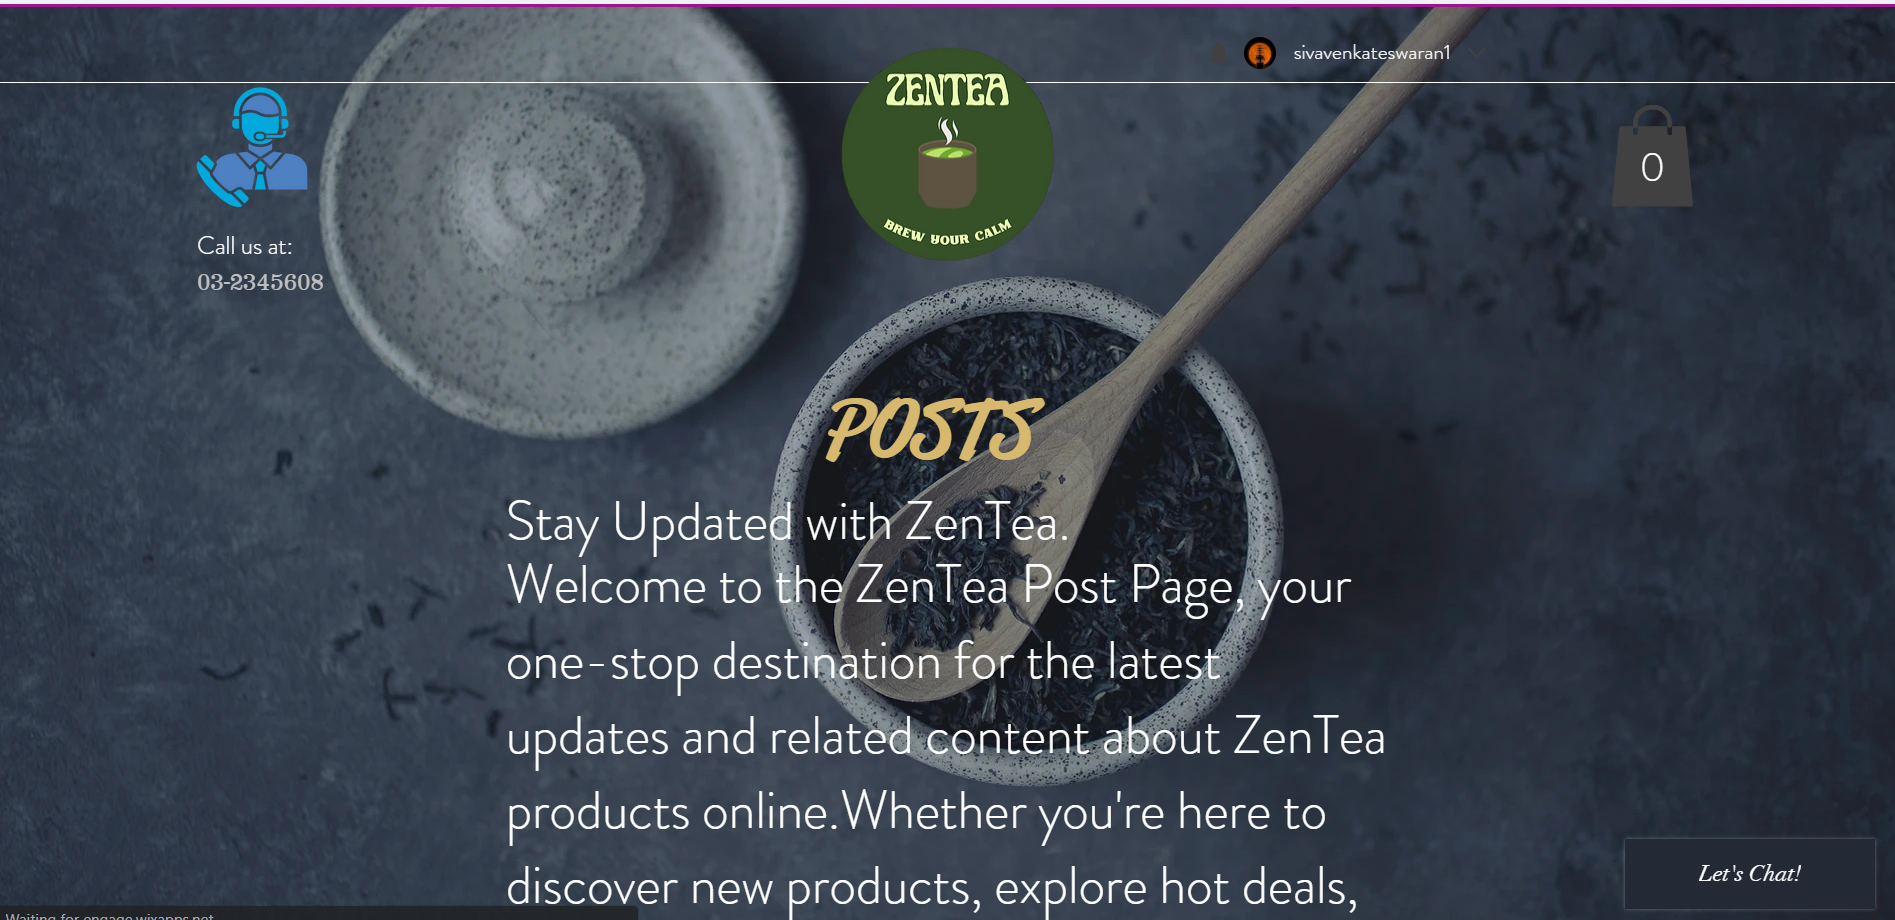 sivavenkateswaran1
ZENTEA
BREW YOUR CALM
0
Call us at:
03-2345608
POSTS
Stay Updated with ZenTea.
Welcome to the ZenTea Post Page, your
one-stop destination for the latest
updates and related content about ZenTea
products online.Whether you're here to
discover new products, explore hot deals,
Let's Chat!
Waiting for engage.wixapps.net...